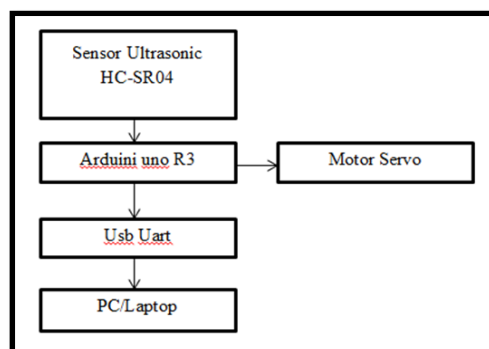 Sensor Ultrasonic
HC-SR04
Arduini uno R3
Motor Servo
Usb Uart
PC/Laptop